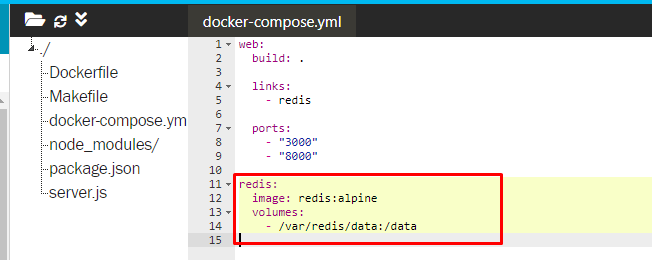 docker-compose.yml
./
Dockerfile
Makefile
docker-compose.ym
node_modules/
package.json
server.js
1 web:
2   build: .
3
4   links:
5     - redis
6
7   ports:
8     - "3000"
9     - "8000"
10
11 redis:
12   image: redis:alpine
13   volumes:
14     - /var/redis/data:/data
15